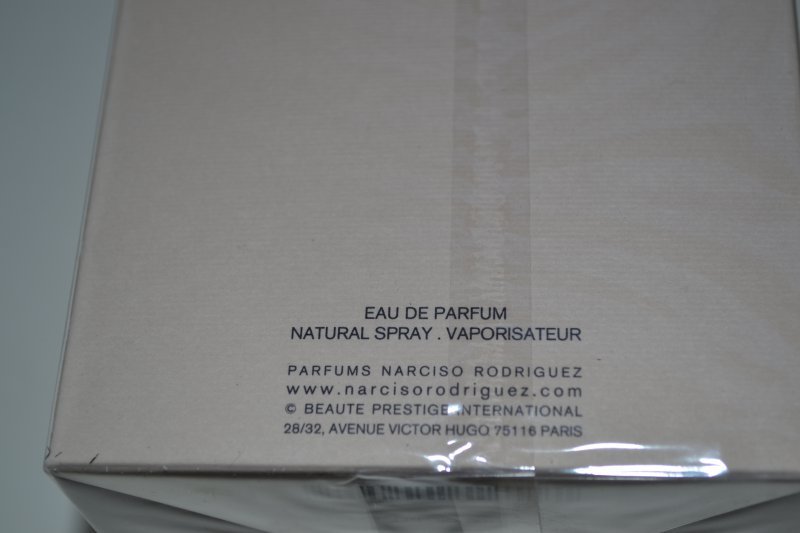 EAU DE PARFUM
NATURAL SPRAY . VAPORISATEUR
PARFUMS NARCISO RODRIGUEZ
www.narcisorodriguez.com
© BEAUTE PRESTIGE INTERNATIONAL
28/32, AVENUE VICTOR HUGO 75116 PARIS